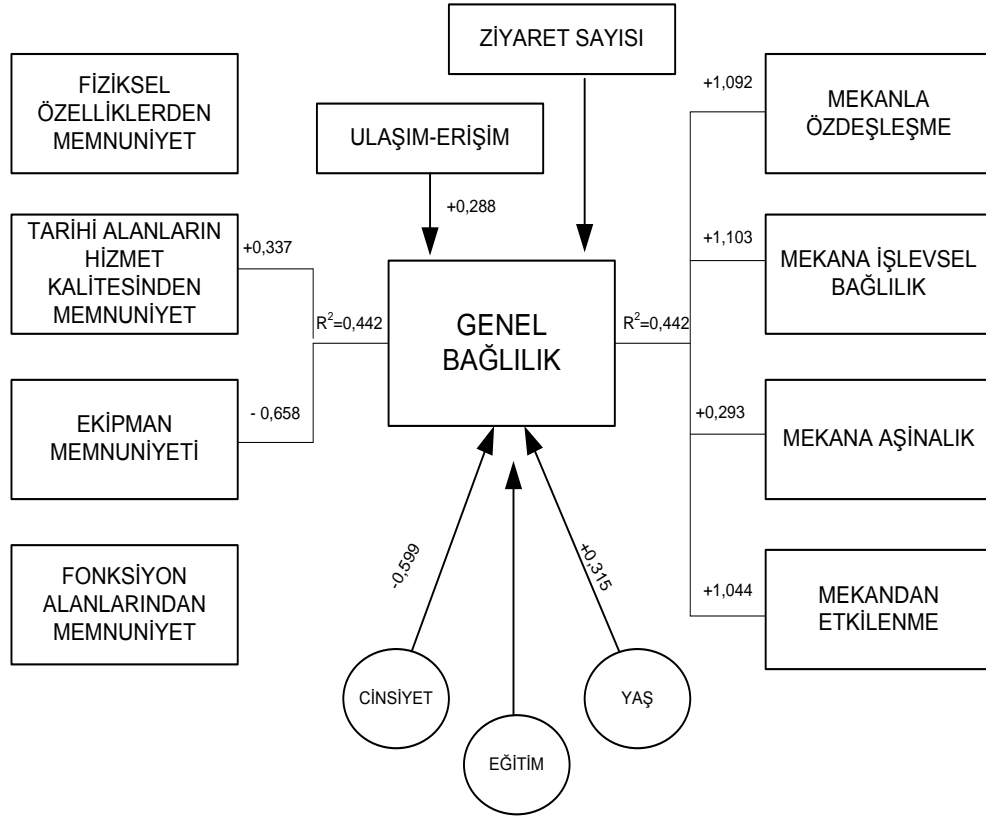 ZİYARET SAYISI
FİZİKSEL
ÖZELLİKLERDEN
MEMNUNİYET
ULAŞIM-ERİŞİM
+1,092
MEKANLA
ÖZDEŞLEŞME
+0,288
TARİHİ ALANLARIN
HİZMET
KALİTESİNDEN
MEMNUNİYET
+0,337
+1,103
MEKANA İŞLEVSEL
BAĞLILIK
R²=0,442
GENEL
BAĞLILIK
R²=0,442
EKİPMAN
MEMNUNİYETİ
- 0,658
+0,293
MEKANA AŞİNALIK
FONKSİYON
ALANLARINDAN
MEMNUNİYET
-0,599
+0,315
+1,044
MEKANDAN
ETKİLENME
CİNSİYET
YAŞ
EĞİTİM